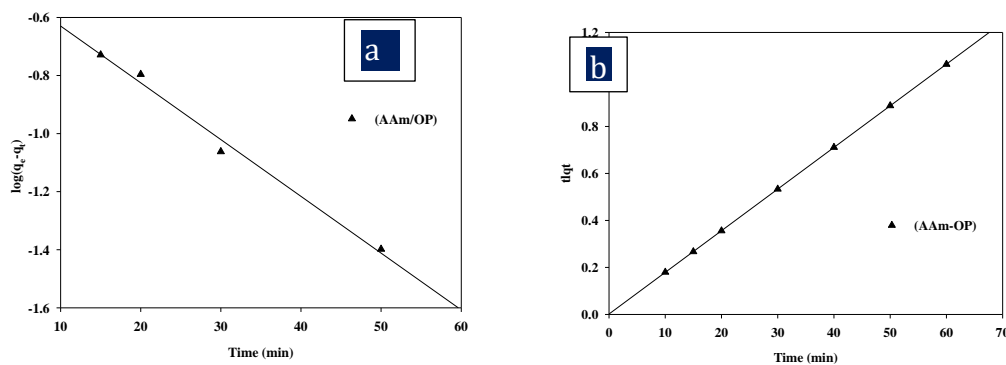 a
(AAm/OP)
log(qe-qt)
-0.6
-0.8
-1.0
-1.2
-1.4
-1.6
10 20 30 40 50 60
Time (min)
b
(AAm-OP)
tlqt
1.2
0.8
0.6
0.4
0.2
0.0
0 10 20 30 40 50 60 70
Time (min)